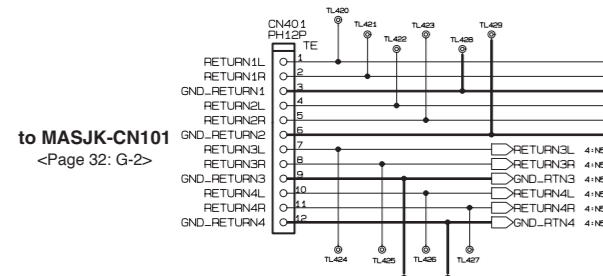 TL420
TL421
TL422
TL423
TL428
TL429
CN401
PH12P
TE
RETURN1L 1
RETURN1R 2
GND_RETURN1 3
RETURN2L 4
RETURN2R 5
GND_RETURN2 6
RETURN3L 7 RETURN3L 4:N5
RETURN3R 8 RETURN3R 4:N5
GND_RETURN3 9 GND_RTN3 4:N5
RETURN4L 10 RETURN4L 4:N5
RETURN4R 11 RETURN4R 4:N5
GND_RETURN4 12 GND_RTN4 4:N5
to MASJK-CN101
<Page 32: G-2>
TL424
TL425
TL426
TL427